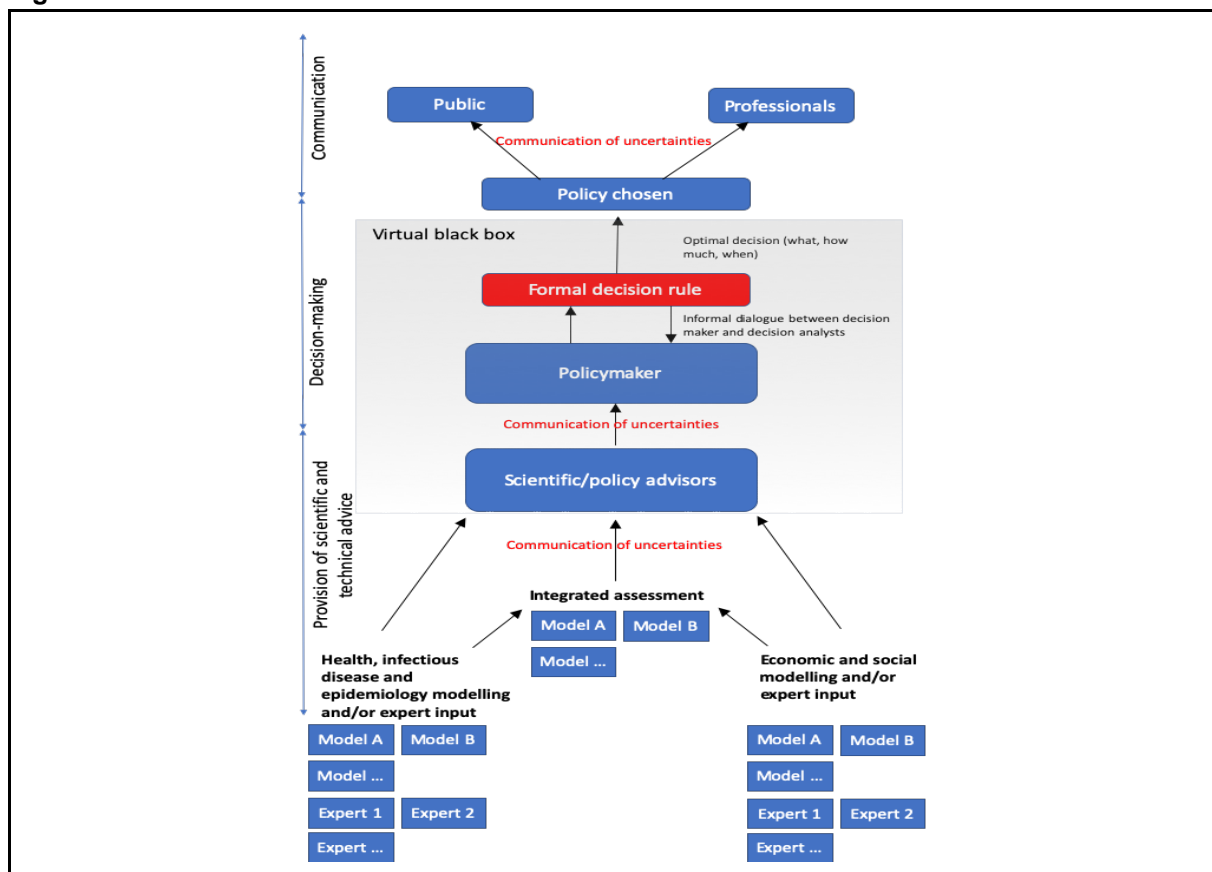 Communication
Public
Professionals
Communication of uncertainties
Policy chosen
Decision-making
Virtual black box
Optimal decision (what, how
much, when)
Formal decision rule
Informal dialogue between decision
maker and decision analysts
Policymaker
Communication of uncertainties
Scientific/policy advisors
Provision of scientific and
technical advice
Communication of uncertainties
Integrated assessment
Model A
Model B
Model ...
Health, infectious
disease and
epidemiology modelling
and/or expert input
Model A
Model B
Model ...
Expert 1
Expert 2
Expert ...
Economic and social
modelling and/or
expert input
Model A
Model B
Model ...
Expert 1
Expert 2
Expert ...